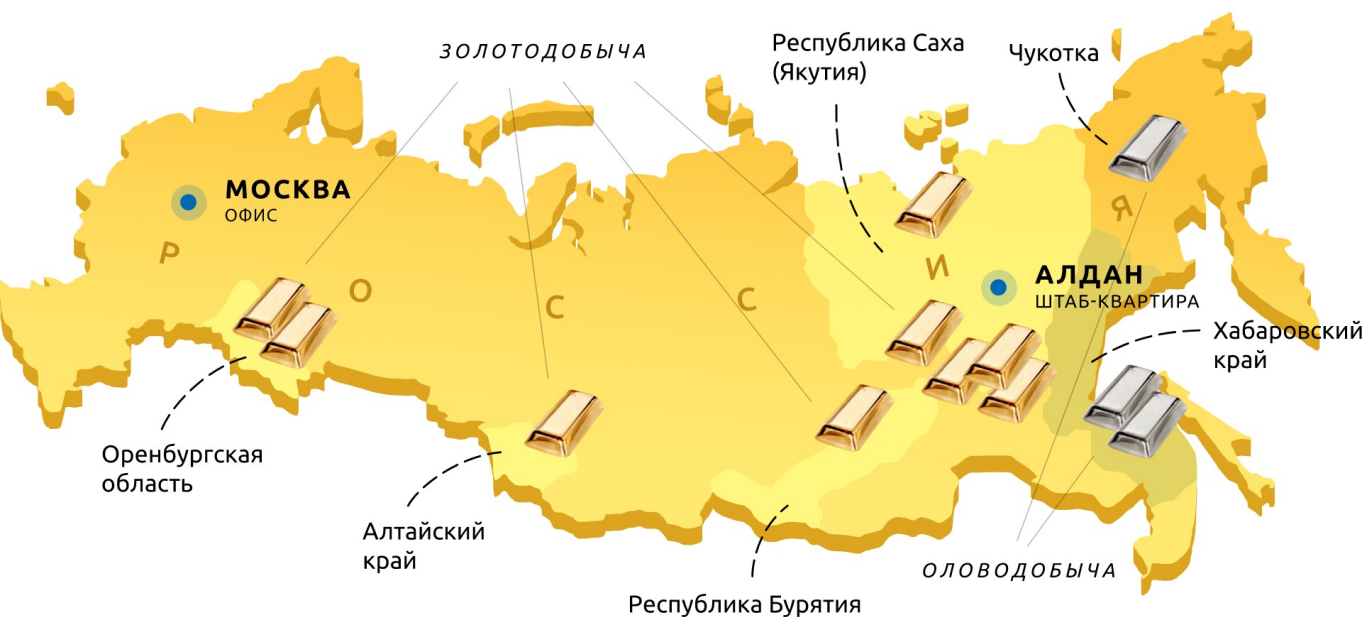 ЗОЛОТОДОБЫЧА
Республика Саха
(Якутия)
Чукотка
МОСКВА
ОФИС
Р
О
С
С
И
Я
АЛДАН
ШТАБ-КВАРТИРА
Хабаровский
край
Оренбургская
область
Алтайский
край
Республика Бурятия
ОЛОВОДОБЫЧА